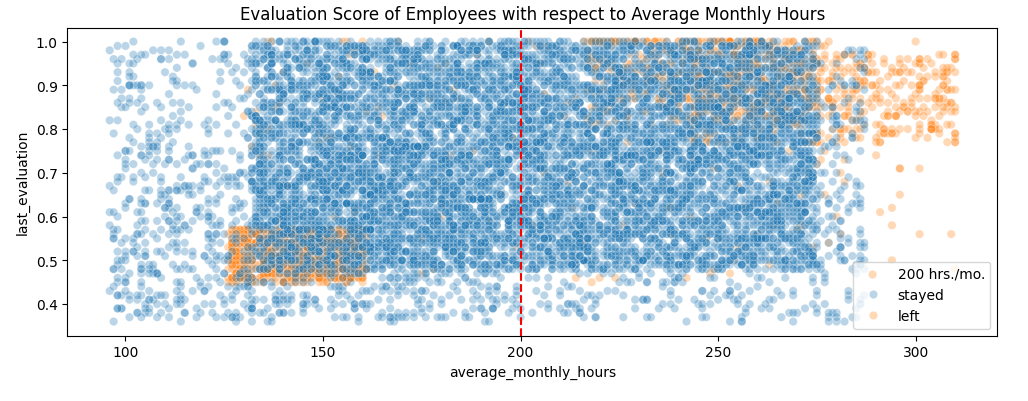 Evaluation Score of Employees with respect to Average Monthly Hours
last_evaluation
1.0
0.9
0.8
0.7
0.6
0.5
0.4
200 hrs./mo.
stayed
left
100
150
200
250
300
average_monthly_hours